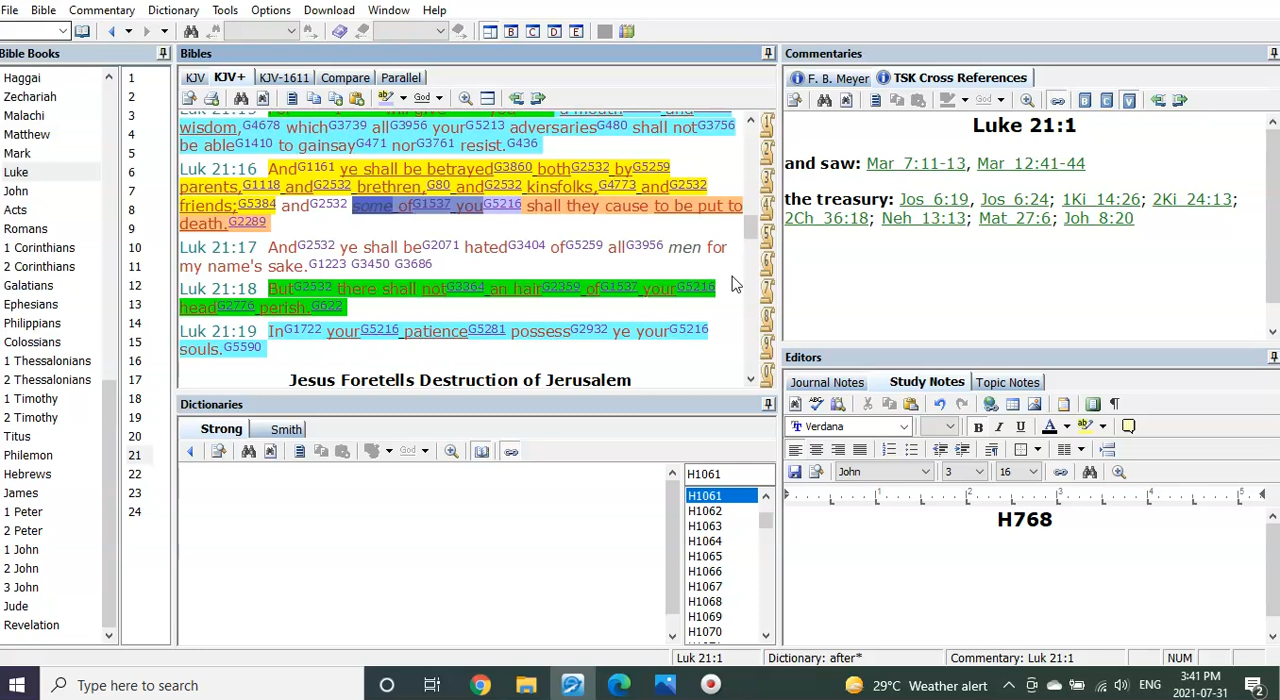 File Bible Commentary Dictionary Tools Options Download Window Help
Bible Books
Haggai
Zechariah
Malachi
Matthew
Mark
Luke
John
Acts
Romans
1 Corinthians
2 Corinthians
Galatians
Ephesians
Philippians
Colossians
1 Thessalonians
2 Thessalonians
1 Timothy
2 Timothy
Titus
Philemon
Hebrews
James
1 Peter
2 Peter
1 John
2 John
3 John
Jude
Revelation
1
2
3
4
5
6
7
8
9
10
11
12
13
14
15
16
17
18
19
20
21
22
23
24
Bibles
KJV KJV+ KJV-1611 Compare Parallel
wisdom,G4678 whichG3739 allG3956 yourG5213 adversariesG480 shall notG3756
be ableG1410 to gainsayG471 norG3761 resist.G436
Luk 21:16 AndG1161 ye shall be betrayedG3860 bothG2532 byG5259
parents,G1118 andG2532 brethren,G80 andG2532 kinsfolks,G4773 andG2532
friends;G5384 andG2532 some ofG1537 youG5216 shall they cause to be put to
death.G2289
Luk 21:17 AndG2532 ye shall beG2071 hatedG3404 ofG5259 allG3956 men for
my name's sake.G1223 G3450 G3686
Luk 21:18 ButG2532 there shall notG3364 an hairG2359 ofG1537 yourG5216
headG2776 perish.G622
Luk 21:19 InG1722 yourG5216 patienceG5281 possessG2932 ye yourG5216
souls.G5590
Jesus Foretells Destruction of Jerusalem
Dictionaries
Strong Smith
H1061
H1061
H1062
H1063
H1064
H1065
H1066
H1067
H1068
H1069
H1070
Commentaries
F. B. Meyer TSK Cross References
Luke 21:1
and saw: Mar 7:11-13, Mar 12:41-44
the treasury: Jos 6:19, Jos 6:24; 1Ki 14:26; 2Ki 24:13;
2Ch 36:18; Neh 13:13; Mat 27:6; Joh 8:20
Editors
Journal Notes Study Notes Topic Notes
Verdana
B I U A
John 3 16
1 2 3 4 5
H768
Luk 21:1 Dictionary: after* Commentary: Luk 21:1 NUM
Type here to search
29°C Weather alert ENG 3:41 PM
2021-07-31
2